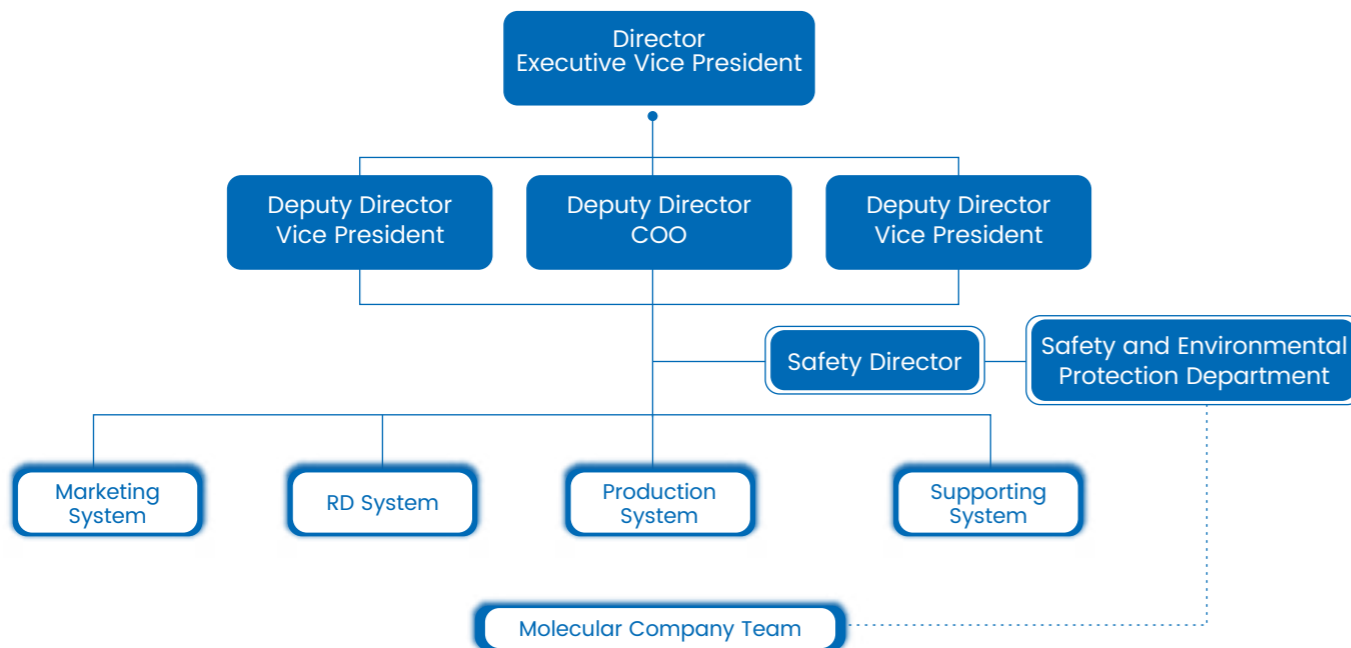 Director
Executive Vice President
Deputy Director
Vice President
Deputy Director
COO
Deputy Director
Vice President
Safety Director
Safety and Environmental
Protection Department
Marketing
System
RD System
Production
System
Supporting
System
Molecular Company Team